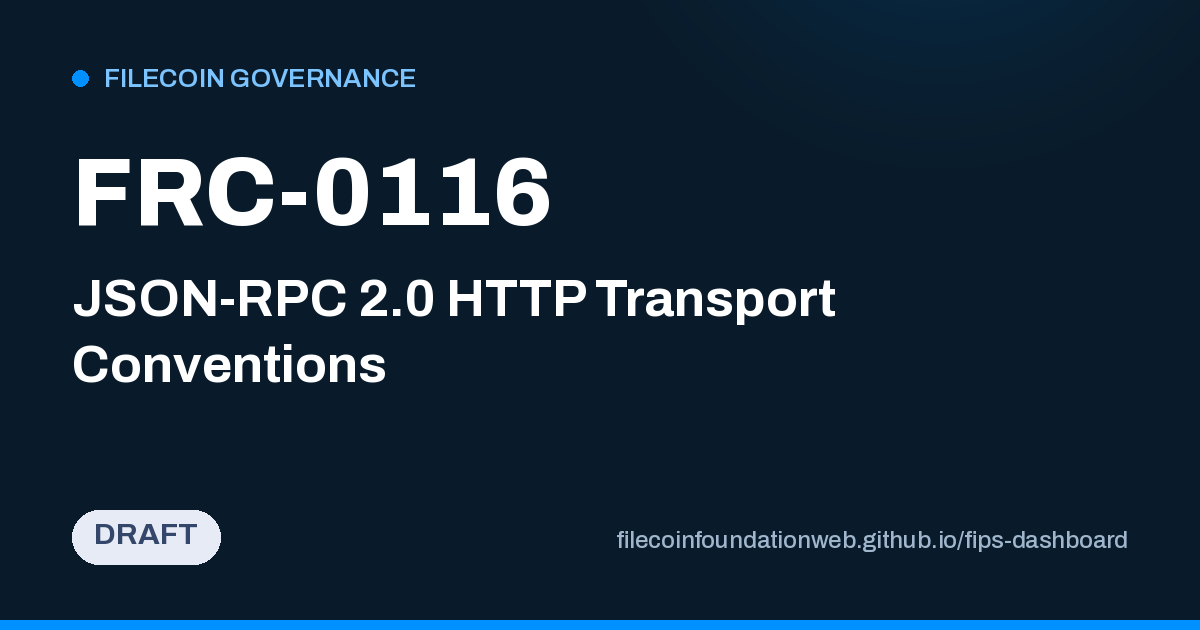 FILECOIN GOVERNANCE
FRC-0116
JSON-RPC 2.0 HTTP Transport
Conventions
DRAFT
filecoinfoundationweb.github.io/fips-dashboard